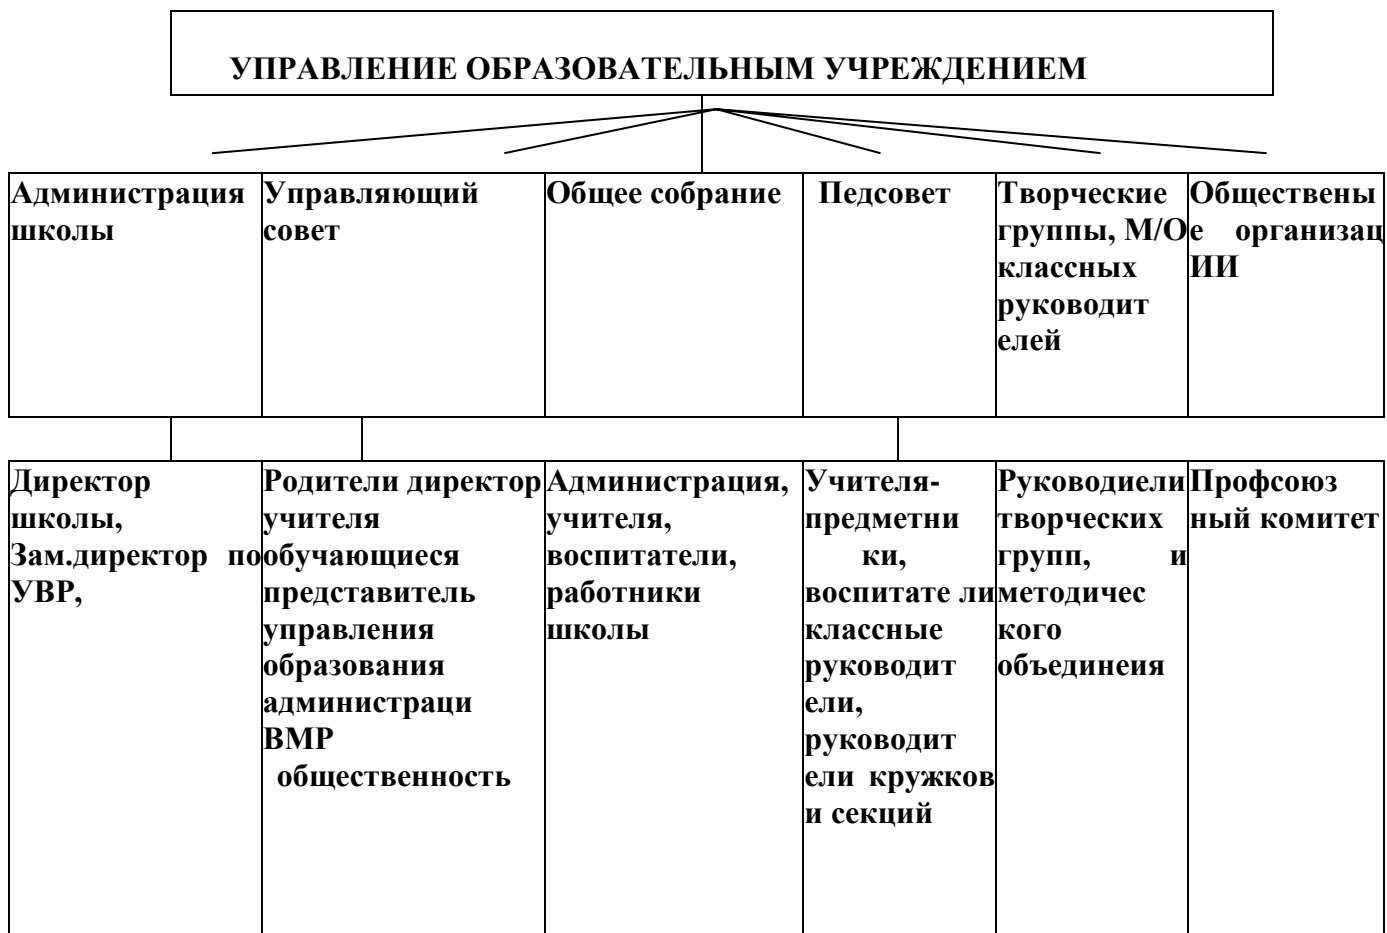 УПРАВЛЕНИЕ ОБРАЗОВАТЕЛЬНЫМ УЧРЕЖДЕНИЕМ
Администрация
школы
Управляющий
совет
Общее собрание
Педсовет
Творческие
группы, М/О
классных
руководит
елей
Обществены
е организац
ИИ
Директор
школы,
Зам.директор по
УВР,
Родители директор
учителя
обучающиеся
представитель
управления
образования
администраци
ВМР
общественность
Администрация,
учителя,
воспитатели,
работники
школы
Учителя-
предметни
ки,
воспитате ли
классные
руководит
ели,
руководит
ели кружков
и секций
Руководиели
творческих
групп, и
методичес
кого
объединеия
Профсоюз
ный комитет